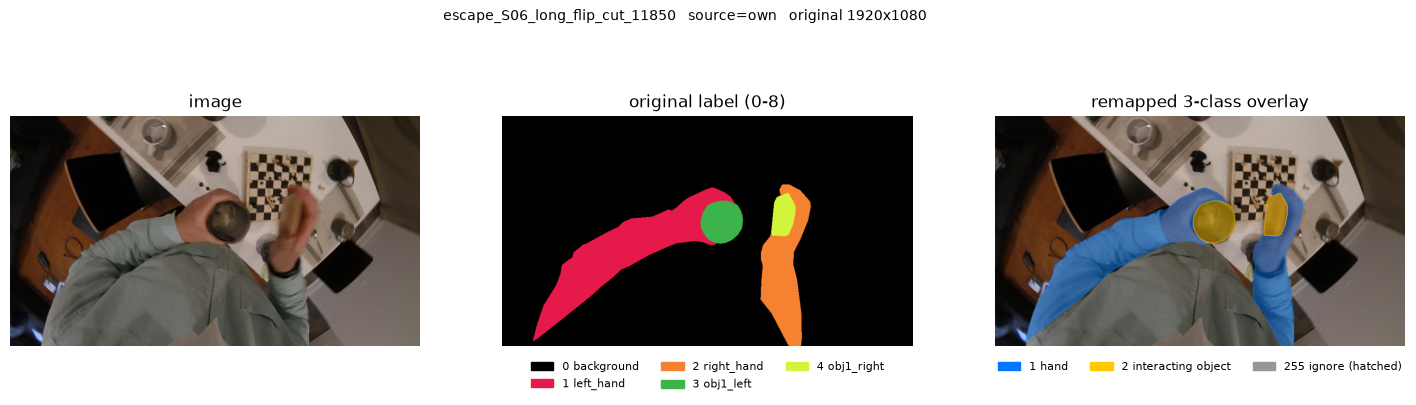 escape_S06_long_flip_cut_11850   source=own   original 1920x1080
image
original label (0-8)
remapped 3-class overlay
0 background
2 right_hand
4 obj1_right
1 left_hand
3 obj1_left
1 hand
2 interacting object
255 ignore (hatched)